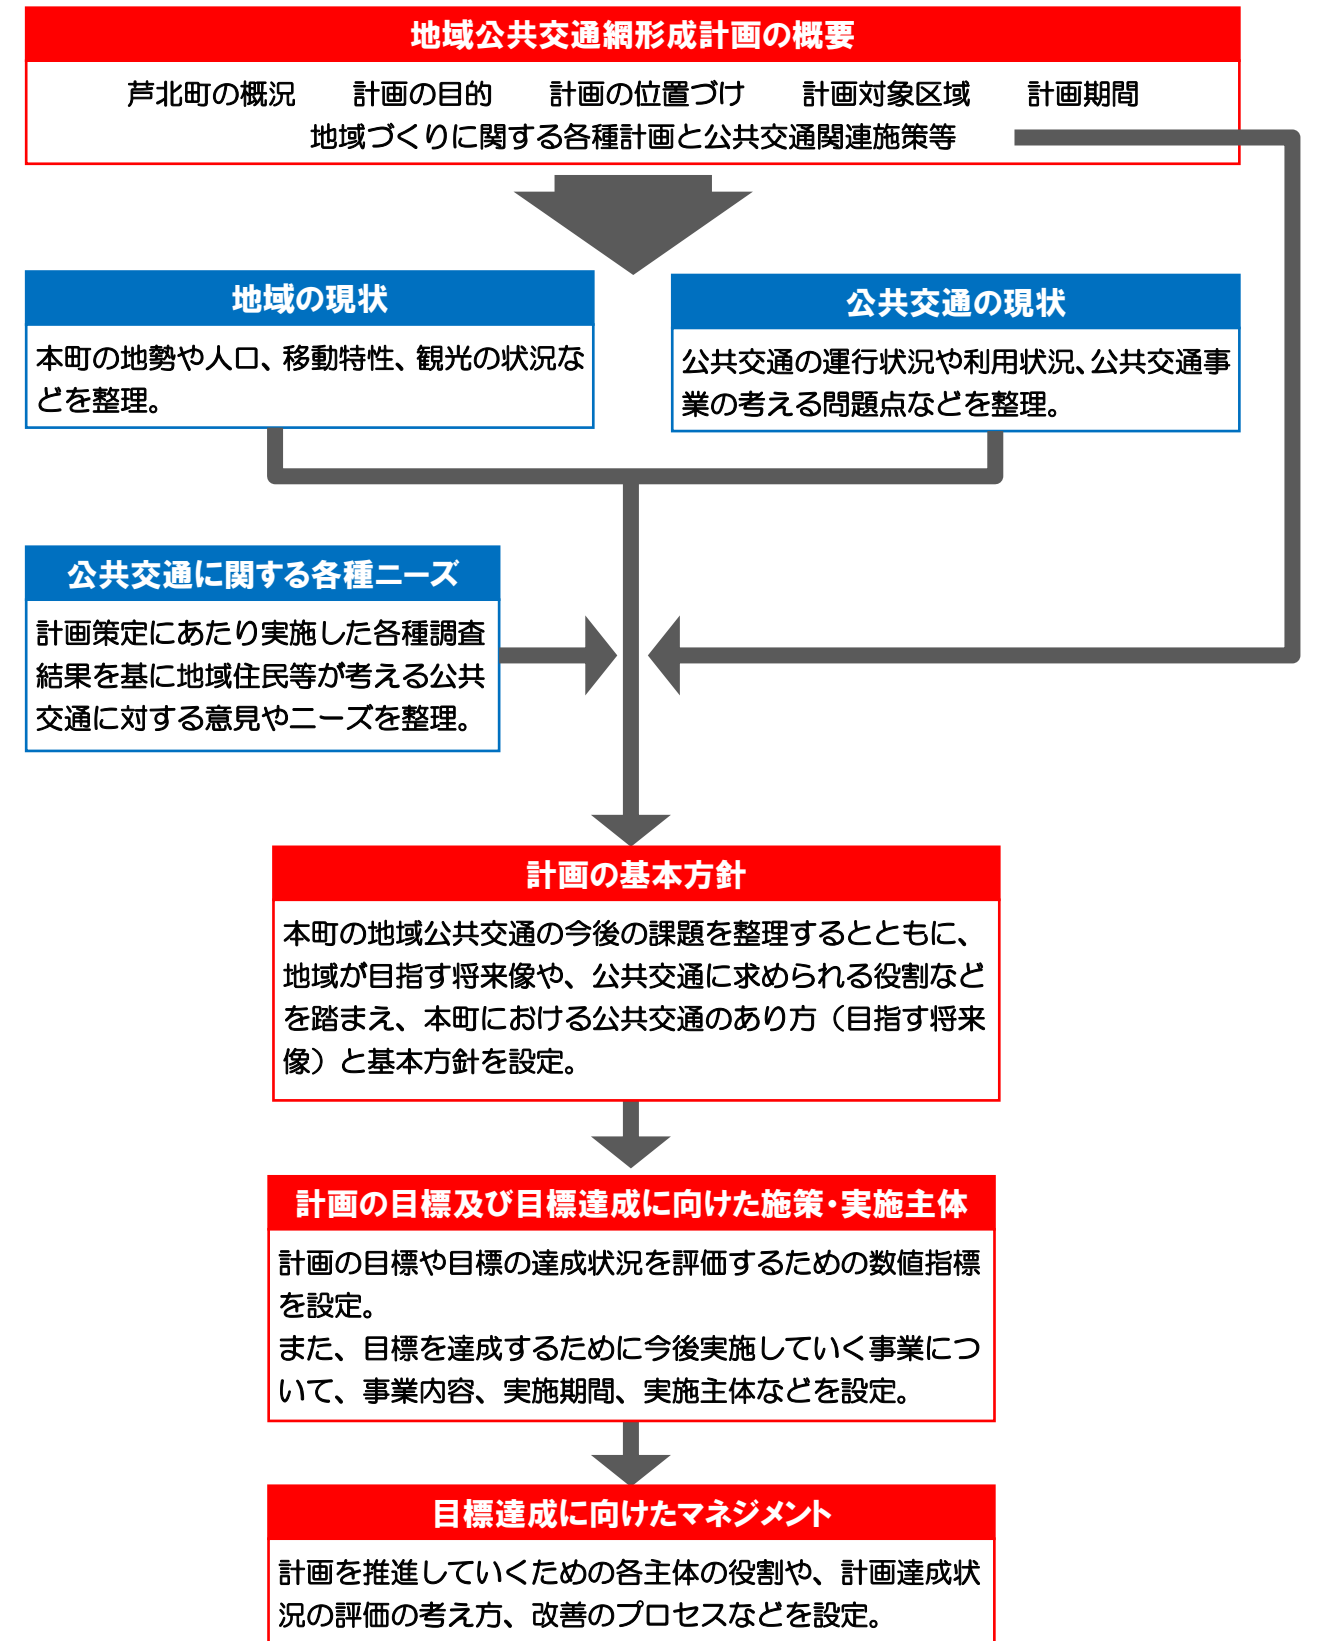 地域公共交通網形成計画の概要
芦北町の概況　計画の目的　計画の位置づけ　計画対象区域　計画期間
地域づくりに関する各種計画と公共交通関連施策等
地域の現状
本町の地勢や人口、移動特性、観光の状況な
どを整理。
公共交通の現状
公共交通の運行状況や利用状況、公共交通事
業の考える問題点などを整理。
公共交通に関する各種ニーズ
計画策定にあたり実施した各種調査
結果を基に地域住民等が考える公共
交通に対する意見やニーズを整理。
計画の基本方針
本町の地域公共交通の今後の課題を整理するとともに、
地域が目指す将来像や、公共交通に求められる役割など
を踏まえ、本町における公共交通のあり方（目指す将来
像）と基本方針を設定。
計画の目標及び目標達成に向けた施策・実施主体
計画の目標や目標の達成状況を評価するための数値指標
を設定。
また、目標を達成するために今後実施していく事業につ
いて、事業内容、実施期間、実施主体などを設定。
目標達成に向けたマネジメント
計画を推進していくための各主体の役割や、計画達成状
況の評価の考え方、改善のプロセスなどを設定。